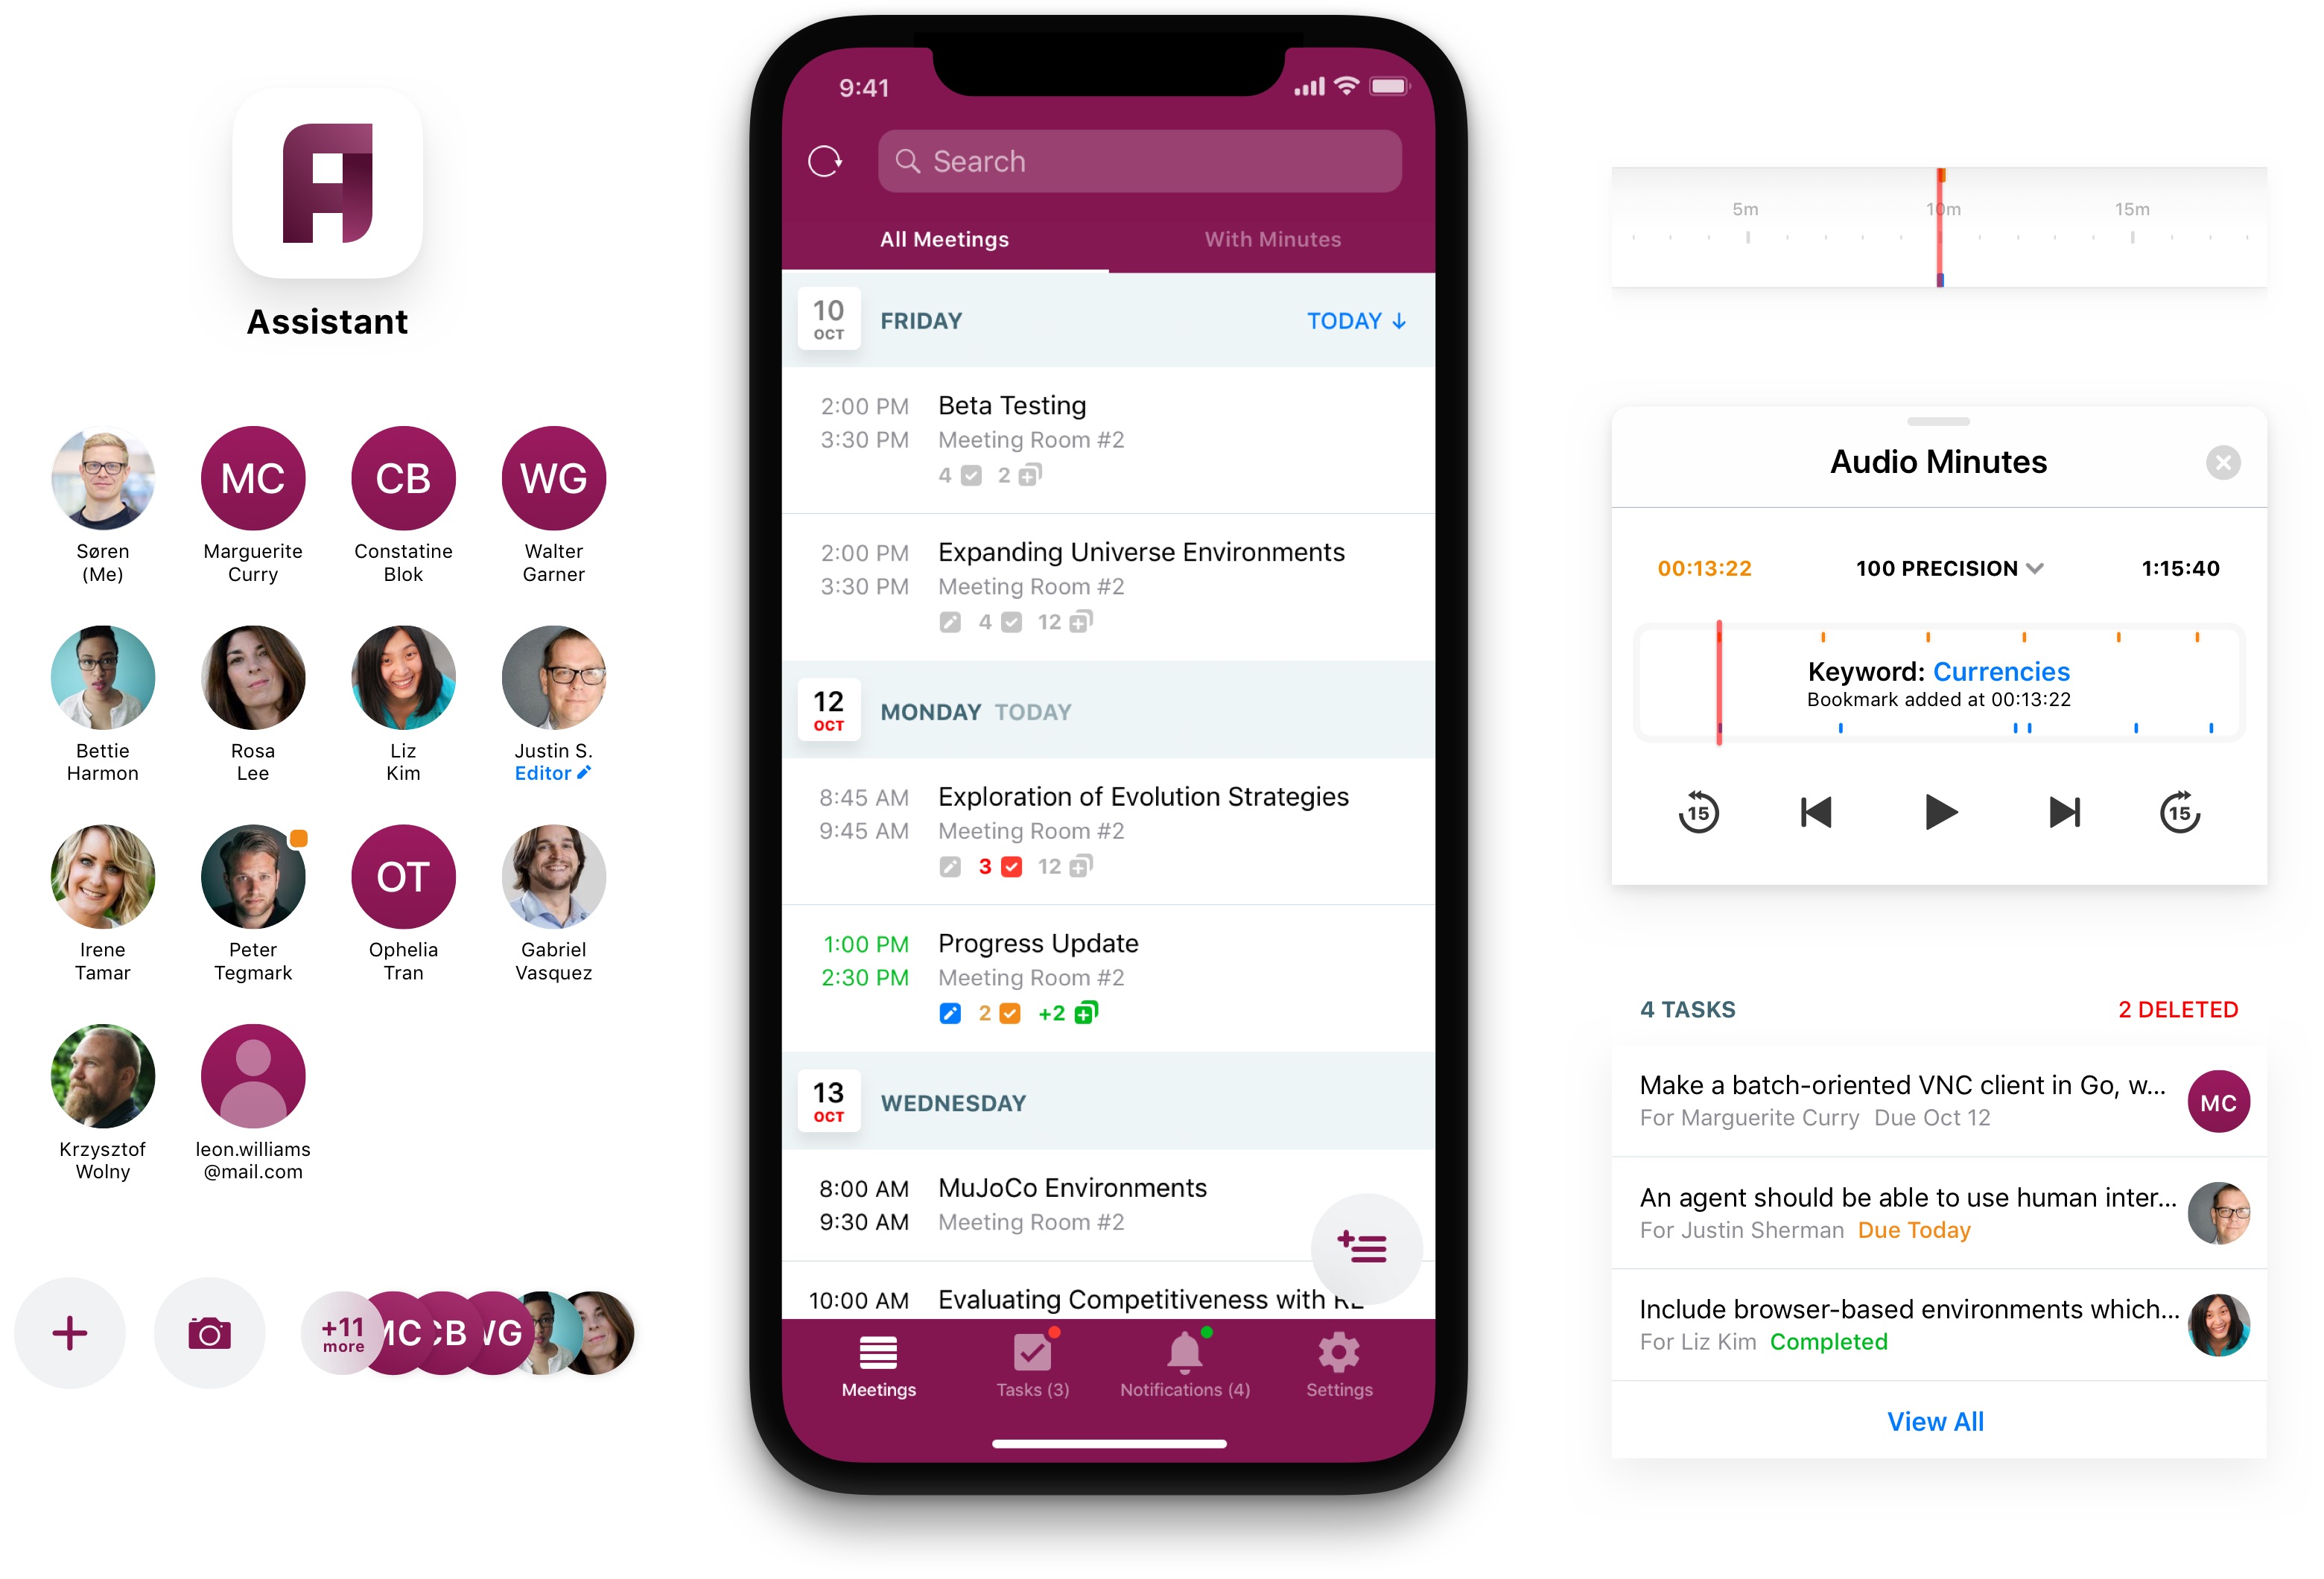 Assistant
Søren
(Me)
Marguerite
Curry
Constatine
Blok
Walter
Garner
MC
CB
WG
Bettie
Harmon
Rosa
Lee
Liz
Kim
Justin S.
Editor
Irene
Tamar
Peter
Tegmark
OT
Ophelia
Tran
Gabriel
Vasquez
Krzysztof
Wolny
leon.williams
@mail.com
+11
more
MC
CB
WG
9:41
Search
All Meetings
With Minutes
10
OCT
FRIDAY
TODAY ↓
2:00 PM
3:30 PM
Beta Testing
Meeting Room #2
4 2
2:00 PM
3:30 PM
Expanding Universe Environments
Meeting Room #2
4 12
12
OCT
MONDAY TODAY
8:45 AM
9:45 AM
Exploration of Evolution Strategies
Meeting Room #2
3 12
1:00 PM
2:30 PM
Progress Update
Meeting Room #2
2 +2
13
OCT
WEDNESDAY
8:00 AM
9:30 AM
MuJoCo Environments
Meeting Room #2
10:00 AM
Evaluating Competitiveness with RL
Meetings
Tasks (3)
Notifications (4)
Settings
5m
10m
15m
Audio Minutes
00:13:22
100 PRECISION
1:15:40
Keyword: Currencies
Bookmark added at 00:13:22
15
15
4 TASKS
2 DELETED
Make a batch-oriented VNC client in Go, w...
For Marguerite Curry Due Oct 12
MC
An agent should be able to use human inter...
For Justin Sherman Due Today
Include browser-based environments which...
For Liz Kim Completed
View All